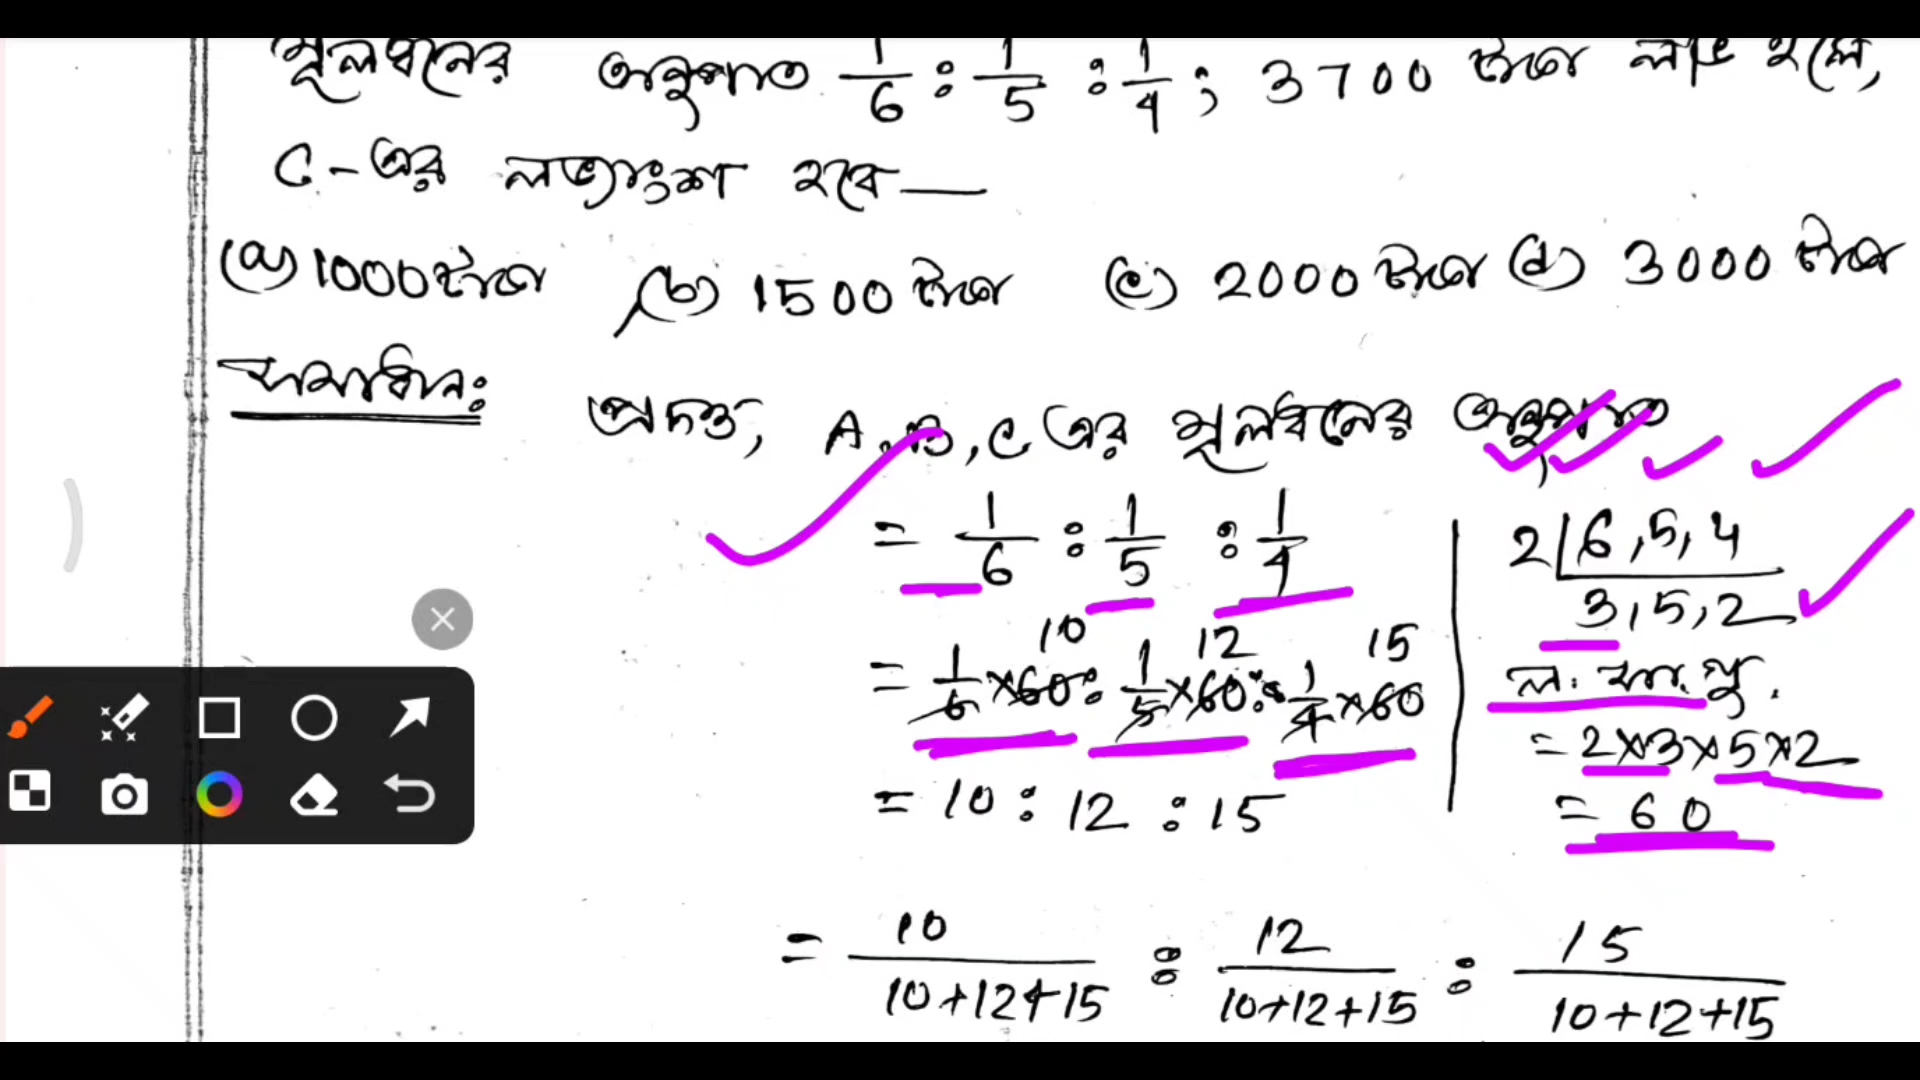 মূলধনের অনুপাত 1/6 : 1/5 : 1/4 ; 3700 টাকা লাভ হলে,
C-এর লভ্যাংশ হবে—
(a) 1000 টাকা (b) 1500 টাকা (c) 2000 টাকা (d) 3000 টাকা
সমাধান: প্রদত্ত, A, B, C এর মূলধনের অনুপাত
= 1/6 : 1/5 : 1/4
10 12 15
= 1/6 × 60 : 1/5 × 60 : 1/4 × 60
= 10 : 12 : 15
2 | 6, 5, 4
3, 5, 2
ল. সা. গু.
= 2×3×5×2
= 60
= 10/(10+12+15) : 12/(10+12+15) : 15/(10+12+15)